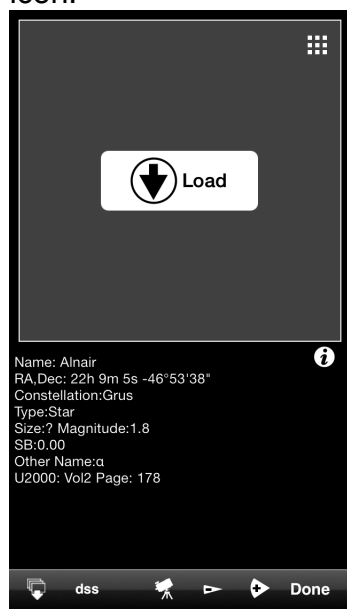 Load
Name: Alnair
RA,Dec: 22h 9m 5s -46°53'38"
Constellation:Grus
Type:Star
Size:? Magnitude:1.8
SB:0.00
Other Name:α
U2000: Vol2 Page: 178
dss
Done